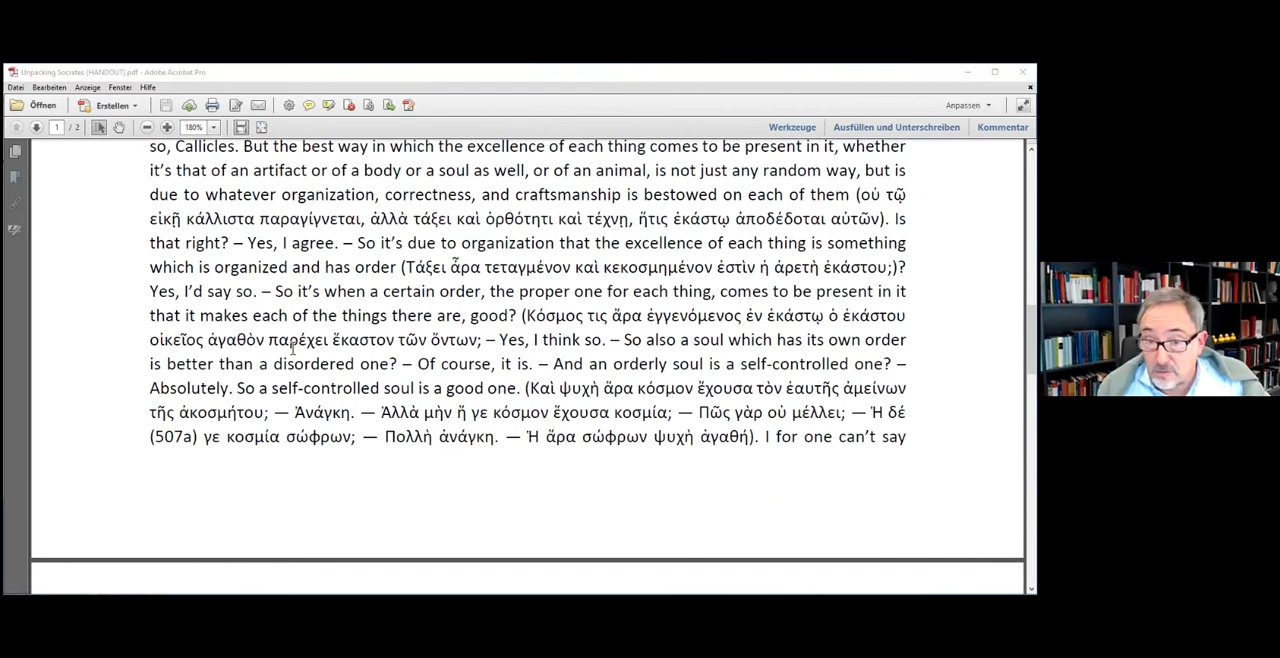 Unpacking Socrates (HANDOUT).pdf - Adobe Acrobat Pro
Datei Bearbeiten Anzeige Fenster Hilfe
Öffnen Erstellen Anpassen
1 / 2 180% Werkzeuge Ausfüllen und Unterschreiben Kommentar
so, Callicles. But the best way in which the excellence of each thing comes to be present in it, whether
it's that of an artifact or of a body or a soul as well, or of an animal, is not just any random way, but is
due to whatever organization, correctness, and craftsmanship is bestowed on each of them (οὐ τῷ
εἰκῇ κάλλιστα παραγίγνεται, ἀλλὰ τάξει καὶ ὀρθότητι καὶ τέχνῃ, ἥτις ἑκάστῳ ἀποδέδοται αὐτῶν). Is
that right? – Yes, I agree. – So it's due to organization that the excellence of each thing is something
which is organized and has order (Τάξει ἆρα τεταγμένον καὶ κεκοσμημένον ἐστὶν ἡ ἀρετὴ ἑκάστου;)?
Yes, I'd say so. – So it's when a certain order, the proper one for each thing, comes to be present in it
that it makes each of the things there are, good? (Κόσμος τις ἄρα ἐγγενόμενος ἐν ἑκάστῳ ὁ ἑκάστου
οἰκεῖος ἀγαθὸν παρέχει ἕκαστον τῶν ὄντων; – Yes, I think so. – So also a soul which has its own order
is better than a disordered one? – Of course, it is. – And an orderly soul is a self-controlled one? –
Absolutely. So a self-controlled soul is a good one. (Καὶ ψυχὴ ἄρα κόσμον ἔχουσα τὸν ἑαυτῆς ἀμείνων
τῆς ἀκοσμήτου; — Ἀνάγκη. — Ἀλλὰ μὴν ἥ γε κόσμον ἔχουσα κοσμία; — Πῶς γὰρ οὐ μέλλει; — Ἡ δέ
(507a) γε κοσμία σώφρων; — Πολλὴ ἀνάγκη. — Ἡ ἄρα σώφρων ψυχὴ ἀγαθή). I for one can't say